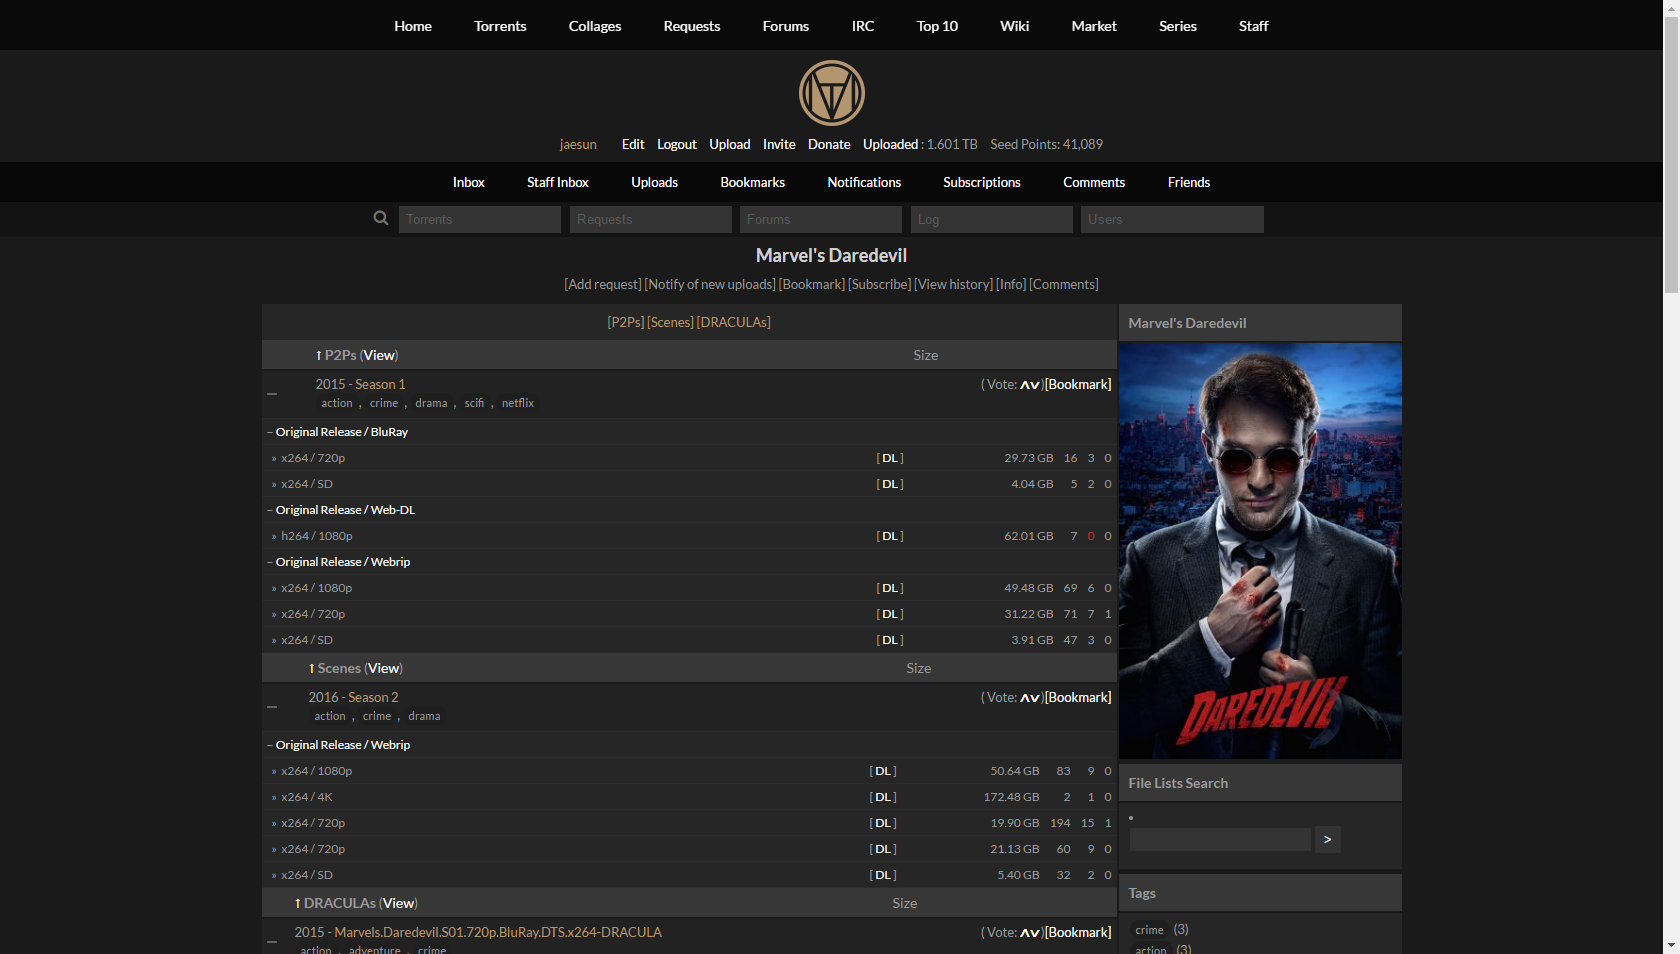 Home Torrents Collages Requests Forums IRC Top 10 Wiki Market Series Staff
jaesun Edit Logout Upload Invite Donate Uploaded : 1.601 TB Seed Points: 41,089
Inbox Staff Inbox Uploads Bookmarks Notifications Subscriptions Comments Friends
Torrents Requests Forums Log Users
Marvel's Daredevil
[Add request] [Notify of new uploads] [Bookmark] [Subscribe] [View history] [Info] [Comments]
[P2Ps] [Scenes] [DRACULAs]
↑ P2Ps (View) Size
2015 - Season 1 ( Vote: ∧∨ )[Bookmark]
action , crime , drama , scifi , netflix
– Original Release / BluRay
» x264 / 720p [ DL ] 29.73 GB 16 3 0
» x264 / SD [ DL ] 4.04 GB 5 2 0
– Original Release / Web-DL
» h264 / 1080p [ DL ] 62.01 GB 7 0 0
– Original Release / Webrip
» x264 / 1080p [ DL ] 49.48 GB 69 6 0
» x264 / 720p [ DL ] 31.22 GB 71 7 1
» x264 / SD [ DL ] 3.91 GB 47 3 0
↑ Scenes (View) Size
2016 - Season 2 ( Vote: ∧∨ )[Bookmark]
action , crime , drama
– Original Release / Webrip
» x264 / 1080p [ DL ] 50.64 GB 83 9 0
» x264 / 4K [ DL ] 172.48 GB 2 1 0
» x264 / 720p [ DL ] 19.90 GB 194 15 1
» x264 / 720p [ DL ] 21.13 GB 60 9 0
» x264 / SD [ DL ] 5.40 GB 32 2 0
↑ DRACULAs (View) Size
2015 - Marvels.Daredevil.S01.720p.BluRay.DTS.x264-DRACULA ( Vote: ∧∨ )[Bookmark]
action , adventure , crime
Marvel's Daredevil
DAREDEVIL
File Lists Search
>
Tags
crime (3)
action (3)